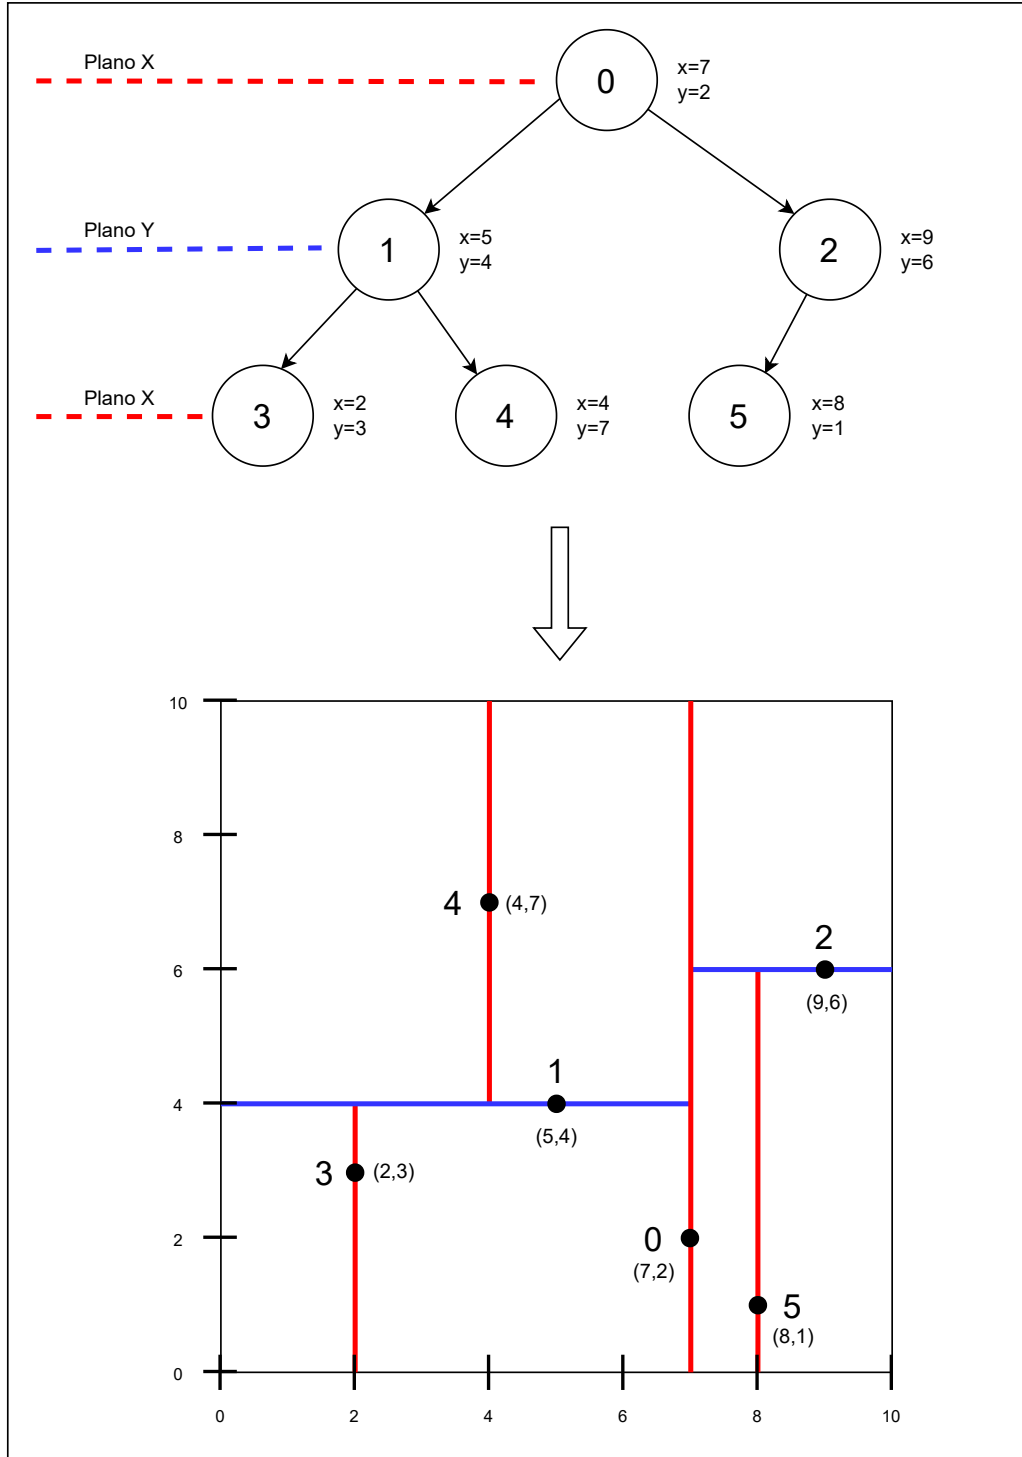 Plano X
0
x=7
y=2
Plano Y
1
x=5
y=4
2
x=9
y=6
Plano X
3
x=2
y=3
4
x=4
y=7
5
x=8
y=1
10
8
4
(4,7)
2
6
(9,6)
1
4
(5,4)
3
(2,3)
0
2
(7,2)
5
(8,1)
0
0
2
4
6
8
10